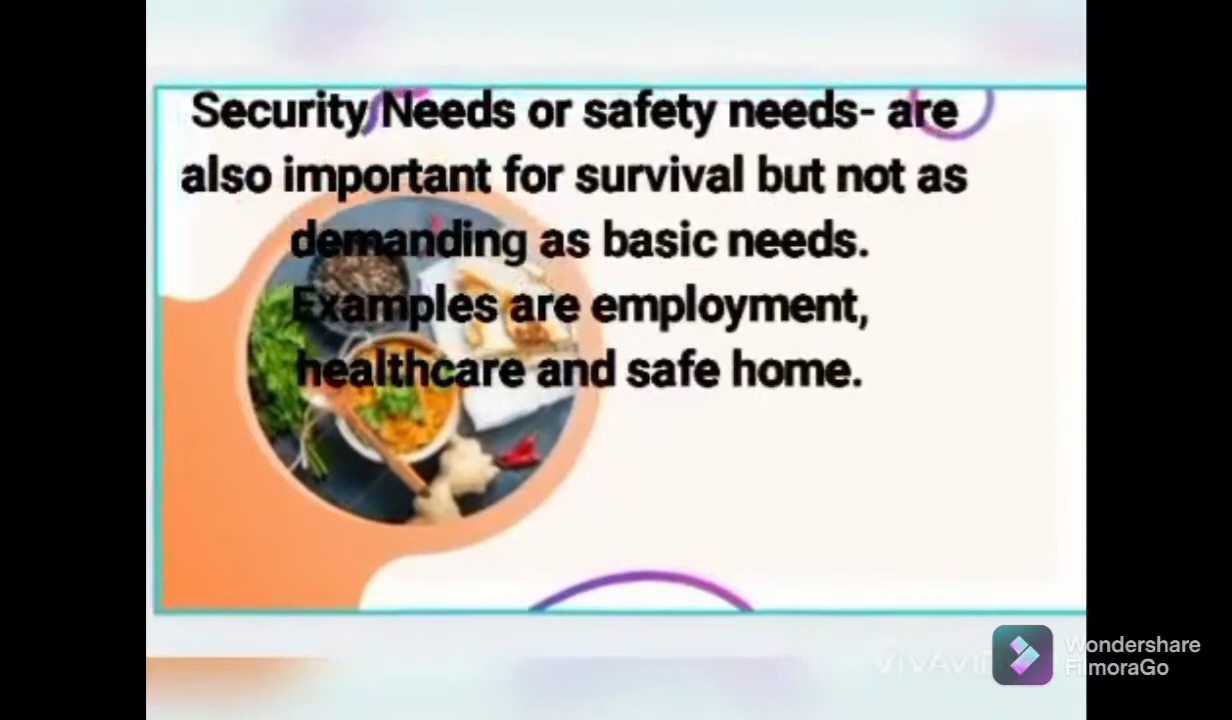 Security Needs or safety needs- are
also important for survival but not as
demanding as basic needs.
Examples are employment,
healthcare and safe home.
Wondershare
FilmoraGo